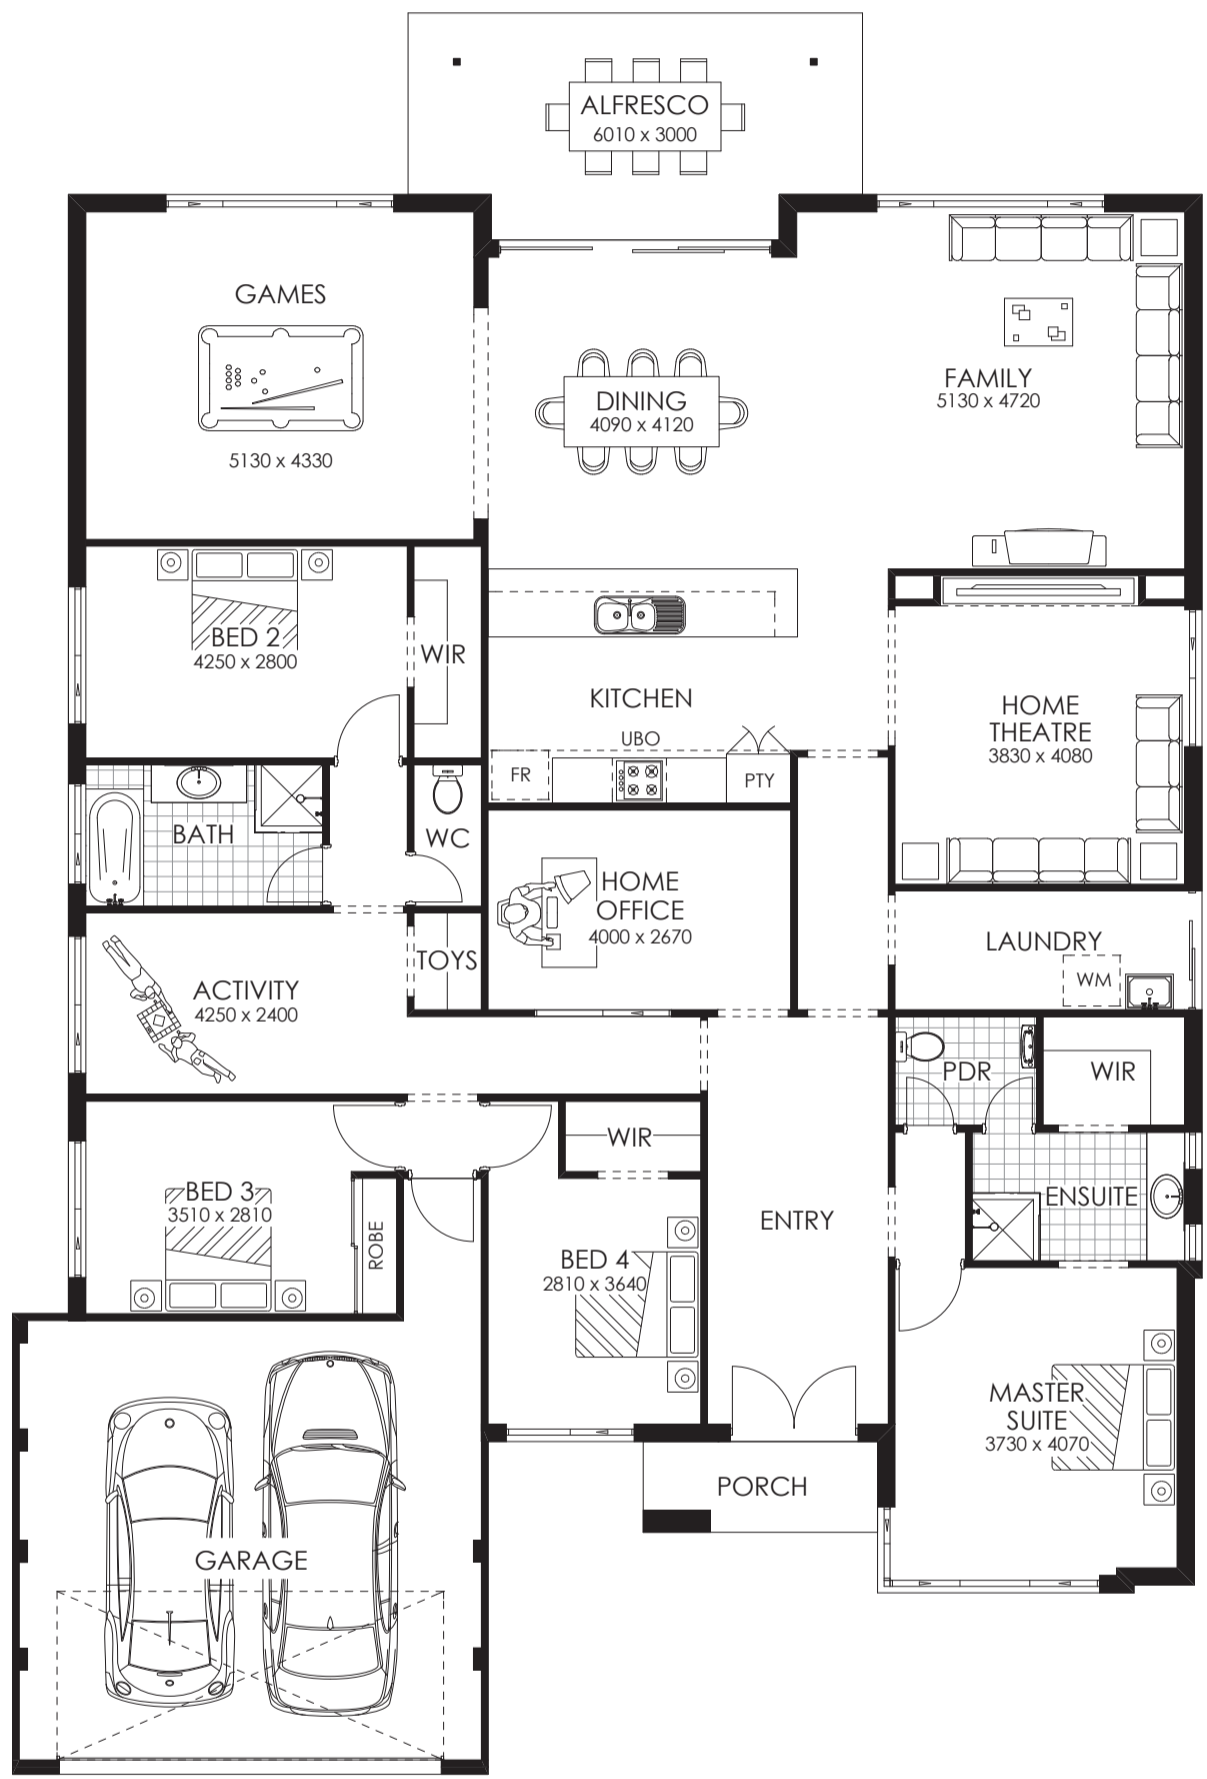 ALFRESCO
6010 x 3000
GAMES
5130 x 4330
DINING
4090 x 4120
FAMILY
5130 x 4720
BED 2
4250 x 2800
WIR
KITCHEN
UBO
FR
PTY
HOME
THEATRE
3830 x 4080
BATH
WC
HOME
OFFICE
4000 x 2670
LAUNDRY
WM
TOYS
ACTIVITY
4250 x 2400
PDR
WIR
WIR
BED 3
3510 x 2810
ROBE
ENTRY
ENSUITE
BED 4
2810 x 3640
MASTER
SUITE
3730 x 4070
PORCH
GARAGE